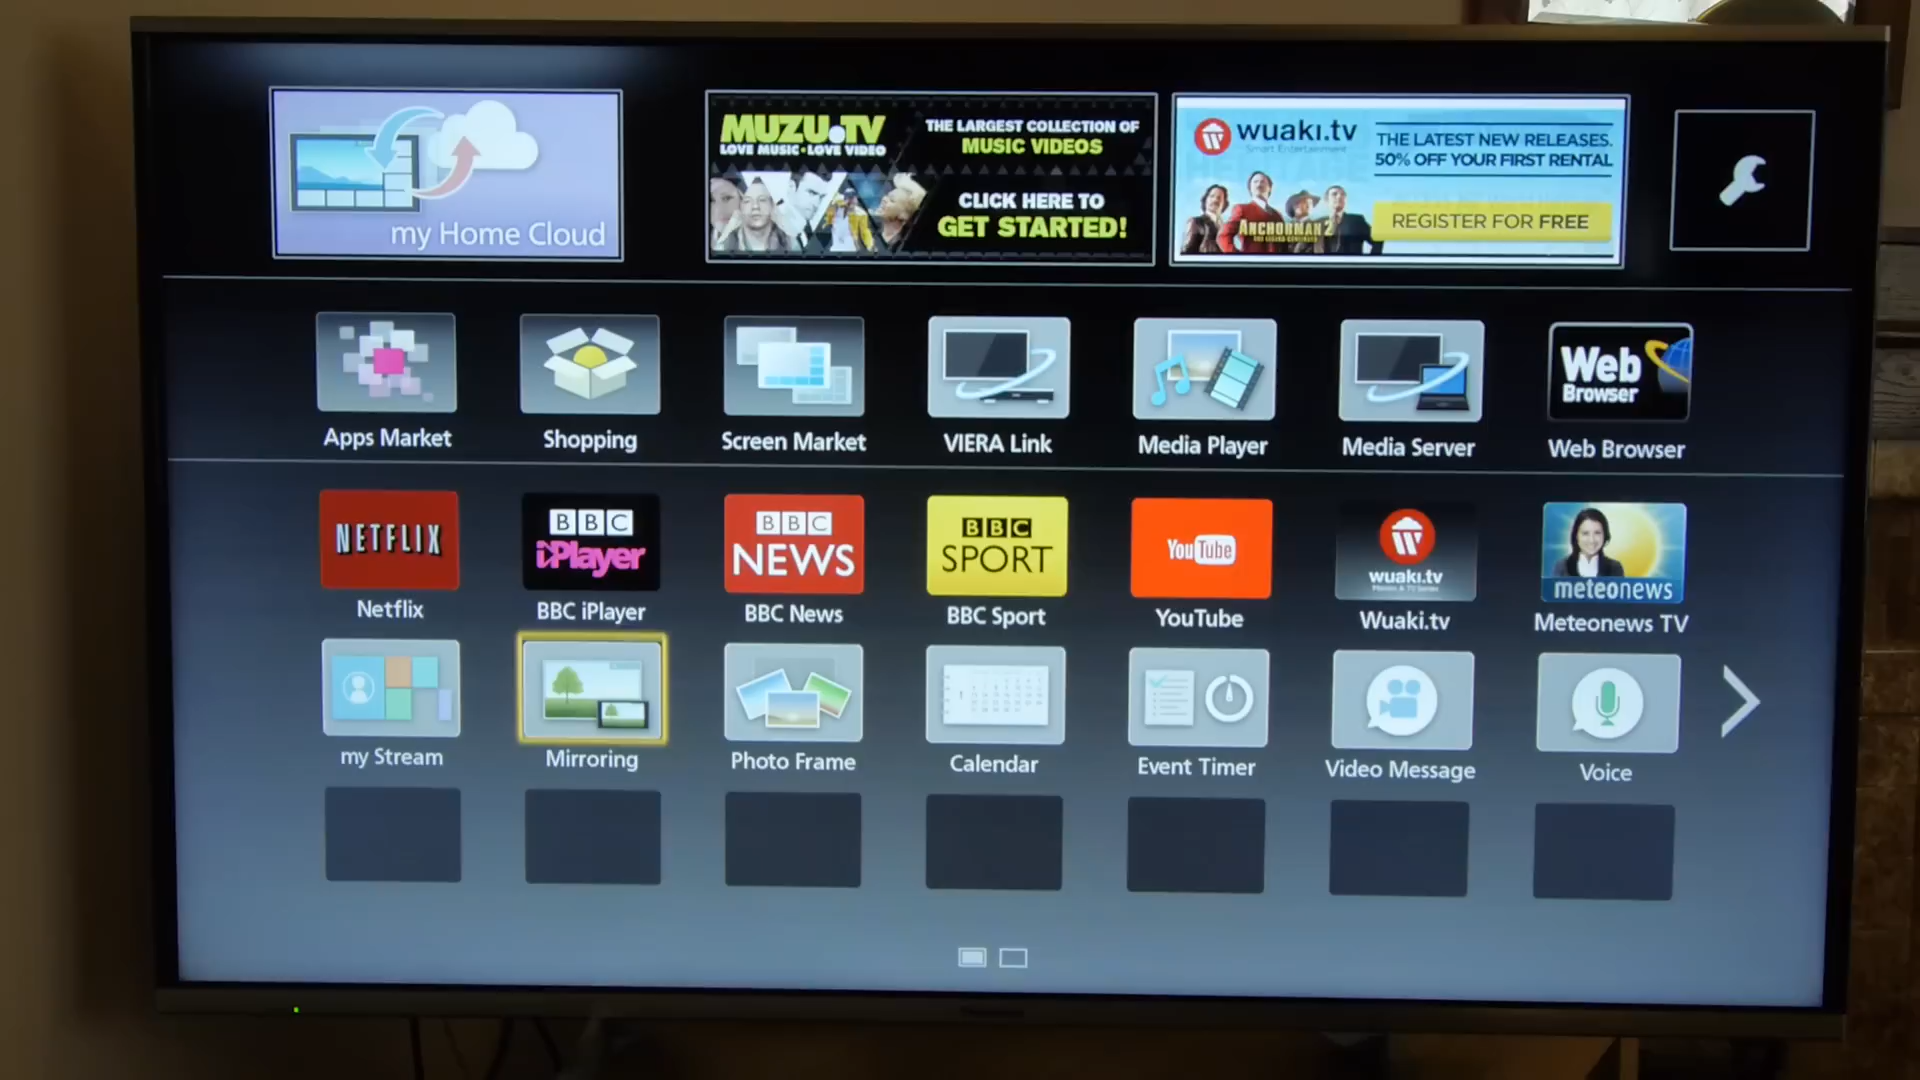 my Home Cloud
MUZU.TV
LOVE MUSIC·LOVE VIDEO
THE LARGEST COLLECTION OF
MUSIC VIDEOS
CLICK HERE TO
GET STARTED!
wuaki.tv
Smart Entertainment
THE LATEST NEW RELEASES.
50% OFF YOUR FIRST RENTAL
ANCHORMAN 2
REGISTER FOR FREE
Web
Browser
Apps Market
Shopping
Screen Market
VIERA Link
Media Player
Media Server
Web Browser
NETFLIX
BBC
iPlayer
BBC
NEWS
BBC
SPORT
YouTube
wuaki.tv
meteonews
Netflix
BBC iPlayer
BBC News
BBC Sport
YouTube
Wuaki.tv
Meteonews TV
my Stream
Mirroring
Photo Frame
Calendar
Event Timer
Video Message
Voice